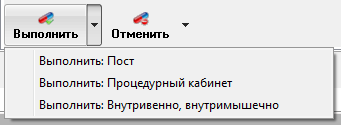 Выполнить Отменить
Выполнить: Пост
Выполнить: Процедурный кабинет
Выполнить: Внутривенно, внутримышечно